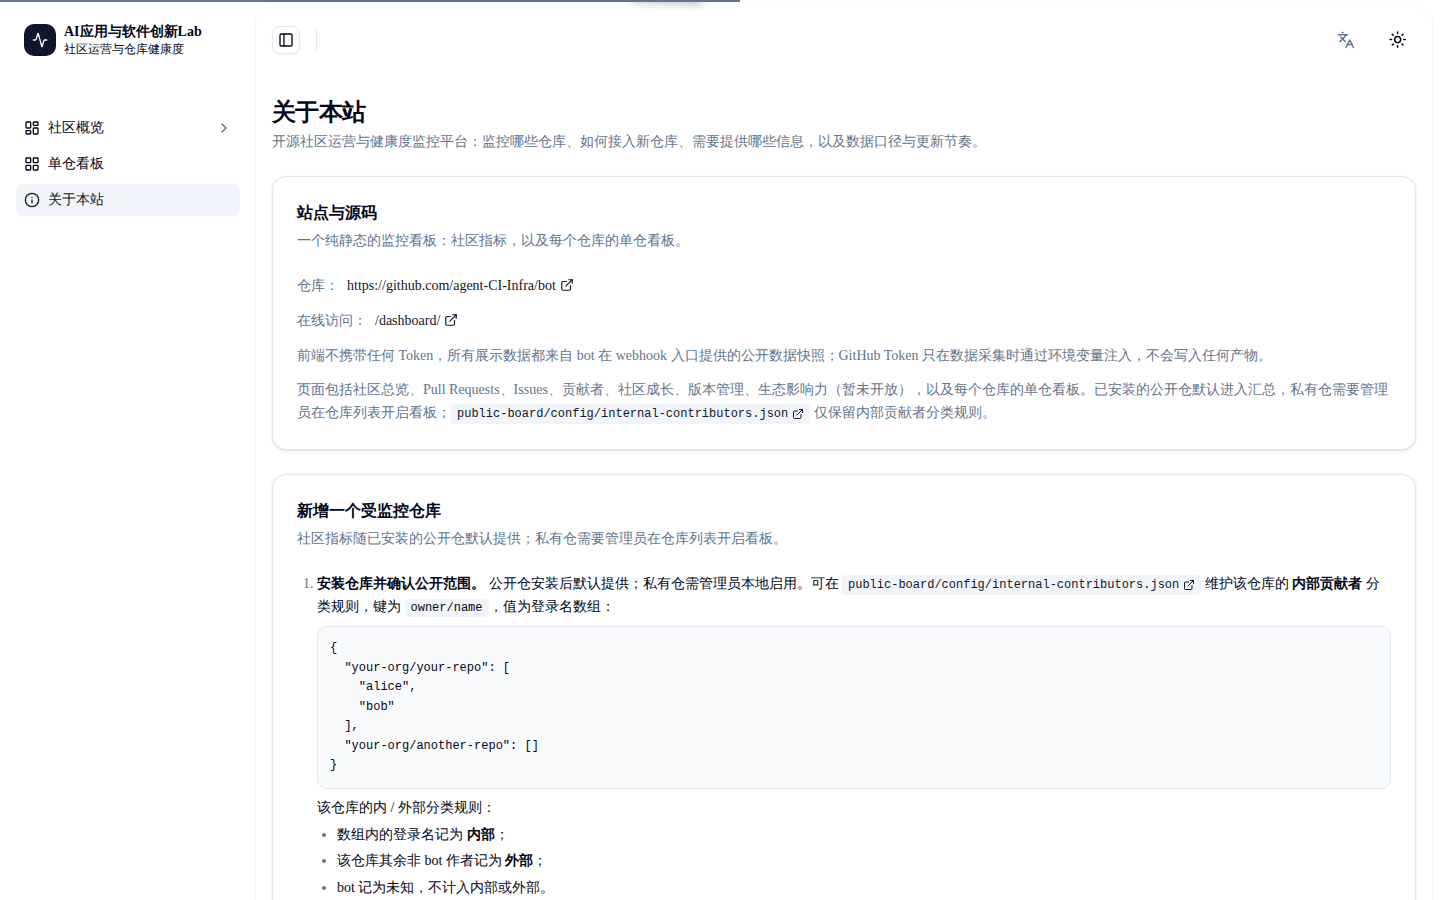 AI应用与软件创新Lab
社区运营与仓库健康度
社区概览
单仓看板
关于本站
关于本站
开源社区运营与健康度监控平台：监控哪些仓库、如何接入新仓库、需要提供哪些信息，以及数据口径与更新节奏。
站点与源码
一个纯静态的监控看板：社区指标，以及每个仓库的单仓看板。
仓库： https://github.com/agent-CI-Infra/bot
在线访问： /dashboard/
前端不携带任何 Token，所有展示数据都来自 bot 在 webhook 入口提供的公开数据快照；GitHub Token 只在数据采集时通过环境变量注入，不会写入任何产物。
页面包括社区总览、Pull Requests、Issues、贡献者、社区成长、版本管理、生态影响力（暂未开放），以及每个仓库的单仓看板。已安装的公开仓默认进入汇总，私有仓需要管理
员在仓库列表开启看板；public-board/config/internal-contributors.json 仅保留内部贡献者分类规则。
新增一个受监控仓库
社区指标随已安装的公开仓默认提供；私有仓需要管理员在仓库列表开启看板。
1. 安装仓库并确认公开范围。 公开仓安装后默认提供；私有仓需管理员本地启用。可在 public-board/config/internal-contributors.json 维护该仓库的 内部贡献者 分
类规则，键为 owner/name ，值为登录名数组：
{
  "your-org/your-repo": [
    "alice",
    "bob"
  ],
  "your-org/another-repo": []
}
该仓库的内 / 外部分类规则：
• 数组内的登录名记为 内部；
• 该仓库其余非 bot 作者记为 外部；
• bot 记为未知，不计入内部或外部。